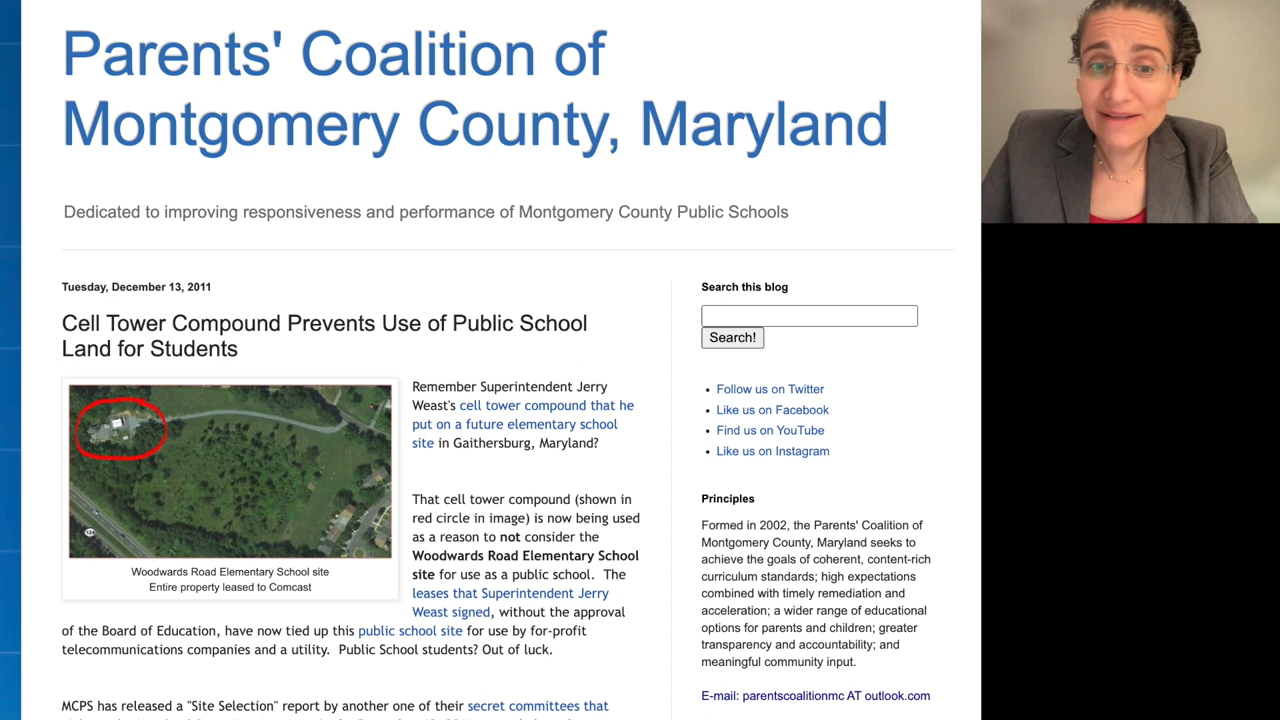 Parents' Coalition of
Montgomery County, Maryland
Dedicated to improving responsiveness and performance of Montgomery County Public Schools
Tuesday, December 13, 2011
Cell Tower Compound Prevents Use of Public School
Land for Students
Woodwards Road Elementary School site
Entire property leased to Comcast
Remember Superintendent Jerry
Weast's cell tower compound that he
put on a future elementary school
site in Gaithersburg, Maryland?
That cell tower compound (shown in
red circle in image) is now being used
as a reason to not consider the
Woodwards Road Elementary School
site for use as a public school. The
leases that Superintendent Jerry
Weast signed, without the approval
of the Board of Education, have now tied up this public school site for use by for-profit
telecommunications companies and a utility. Public School students? Out of luck.
MCPS has released a "Site Selection" report by another one of their secret committees that
Search this blog
Search!
Follow us on Twitter
Like us on Facebook
Find us on YouTube
Like us on Instagram
Principles
Formed in 2002, the Parents' Coalition of
Montgomery County, Maryland seeks to
achieve the goals of coherent, content-rich
curriculum standards; high expectations
combined with timely remediation and
acceleration; a wider range of educational
options for parents and children; greater
transparency and accountability; and
meaningful community input.
E-mail: parentscoalitionmc AT outlook.com